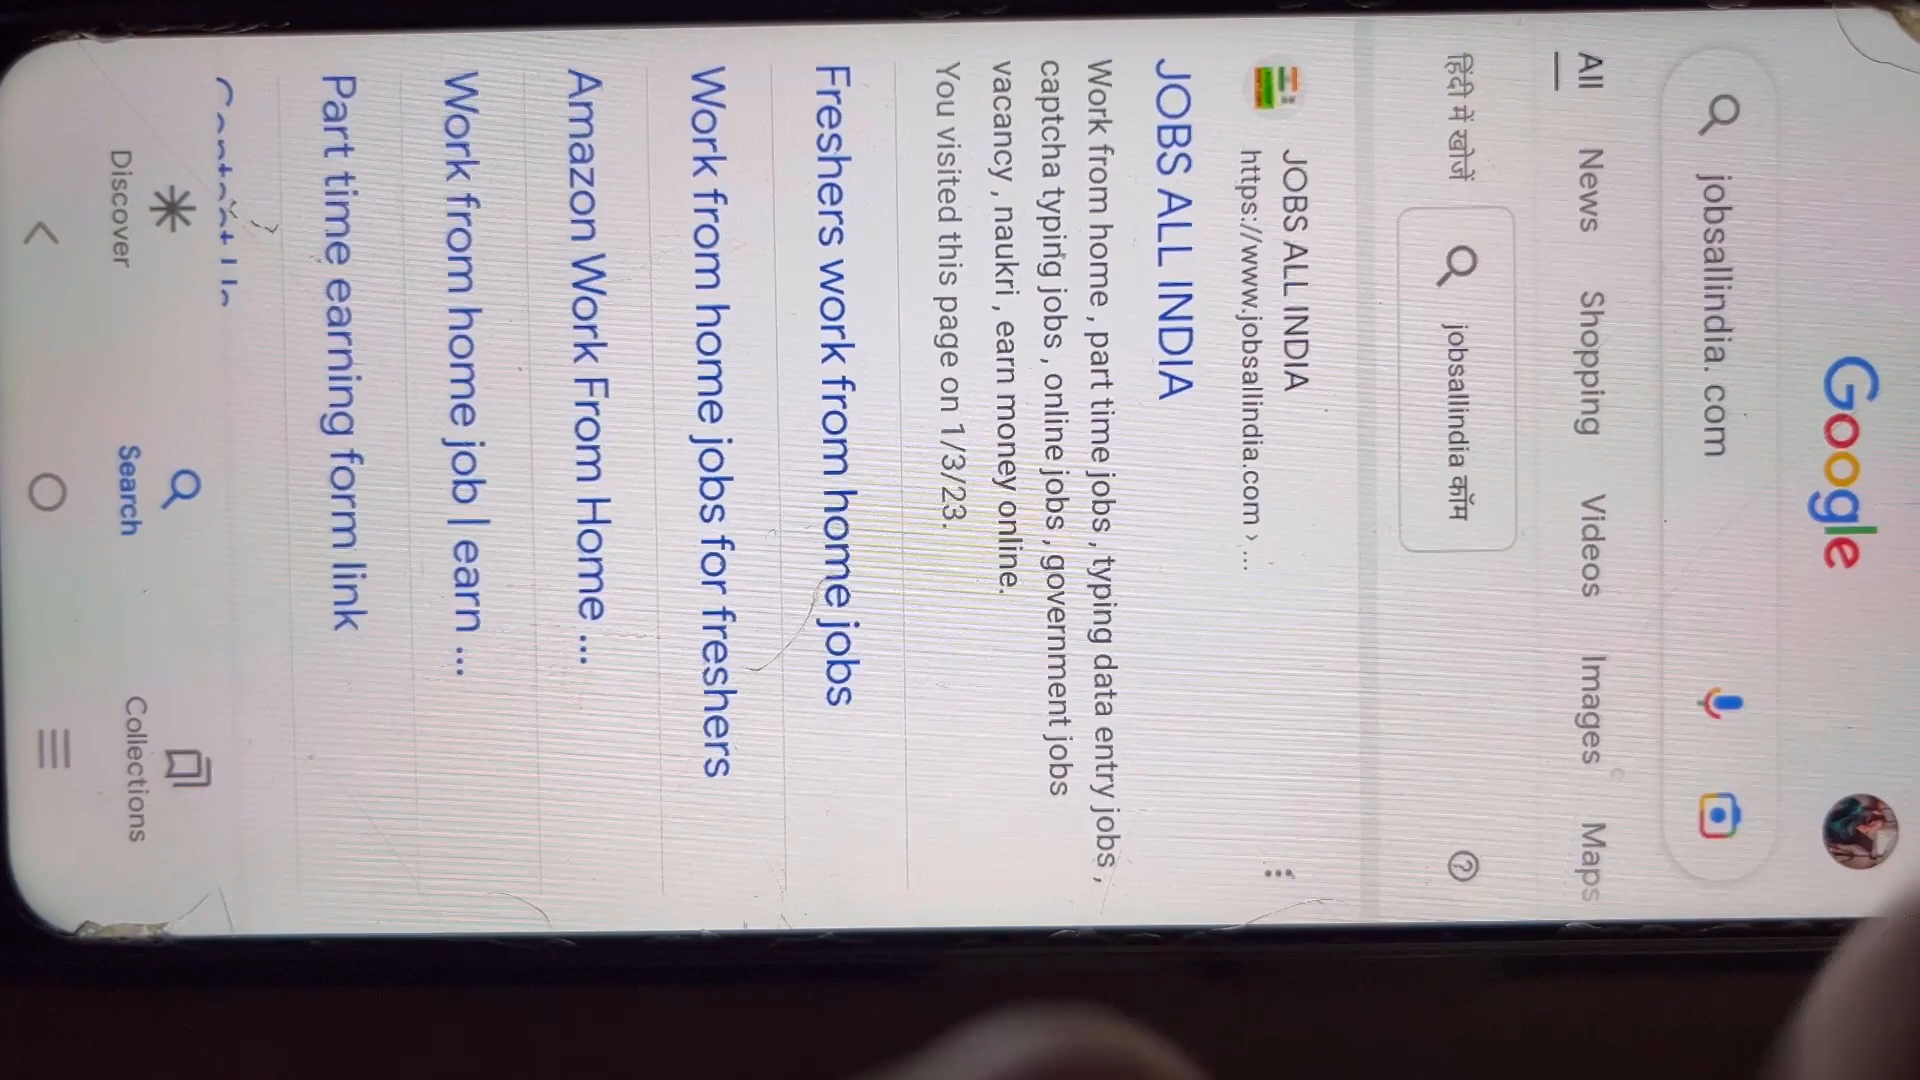 Google
jobsallindia. com
All News Shopping Videos Images Maps
हिंदी में खोजें jobsallindia कॉम
JOBS ALL INDIA
https://www.jobsallindia.com › ...
JOBS ALL INDIA
Work from home , part time jobs , typing data entry jobs ,
captcha typing jobs , online jobs , government jobs
vacancy , naukri , earn money online.
You visited this page on 1/3/23.
Freshers work from home jobs
Work from home jobs for freshers
Amazon Work From Home ...
Work from home job | earn ...
Part time earning form link
Discover Search Collections